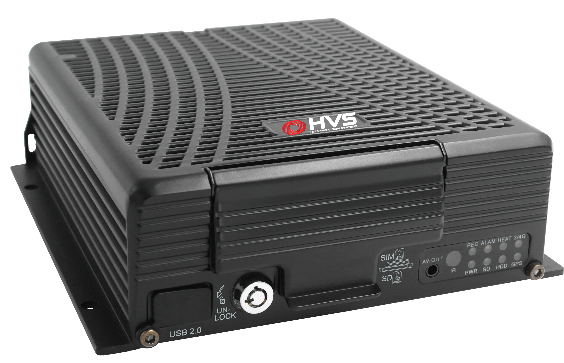 HVS
SIM
SD
AV-OUT
IR
REC ALAM HEAT 3/4G
PWR SD HDD GPS
UN-
LOCK
USB 2.0